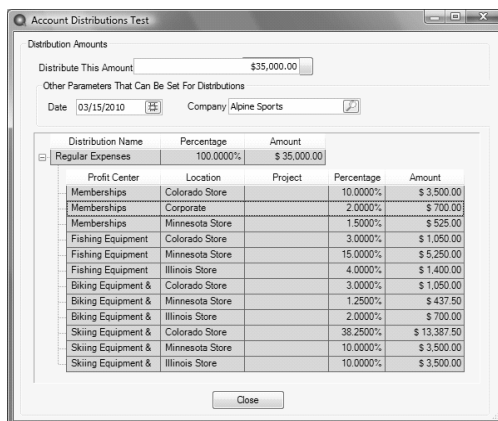 Account Distributions Test
Distribution Amounts
Distribute This Amount $35,000.00
Other Parameters That Can Be Set For Distributions
Date 03/15/2010 Company Alpine Sports
Distribution Name Percentage Amount
Regular Expenses 100.0000% $ 35,000.00
Profit Center Location Project Percentage Amount
Memberships Colorado Store 10.0000% $ 3,500.00
Memberships Corporate 2.0000% $ 700.00
Memberships Minnesota Store 1.5000% $ 525.00
Fishing Equipment Colorado Store 3.0000% $ 1,050.00
Fishing Equipment Minnesota Store 15.0000% $ 5,250.00
Fishing Equipment Illinois Store 4.0000% $ 1,400.00
Biking Equipment & Colorado Store 3.0000% $ 1,050.00
Biking Equipment & Minnesota Store 1.2500% $ 437.50
Biking Equipment & Illinois Store 2.0000% $ 700.00
Skiing Equipment & Colorado Store 38.2500% $ 13,387.50
Skiing Equipment & Minnesota Store 10.0000% $ 3,500.00
Skiing Equipment & Illinois Store 10.0000% $ 3,500.00
Close